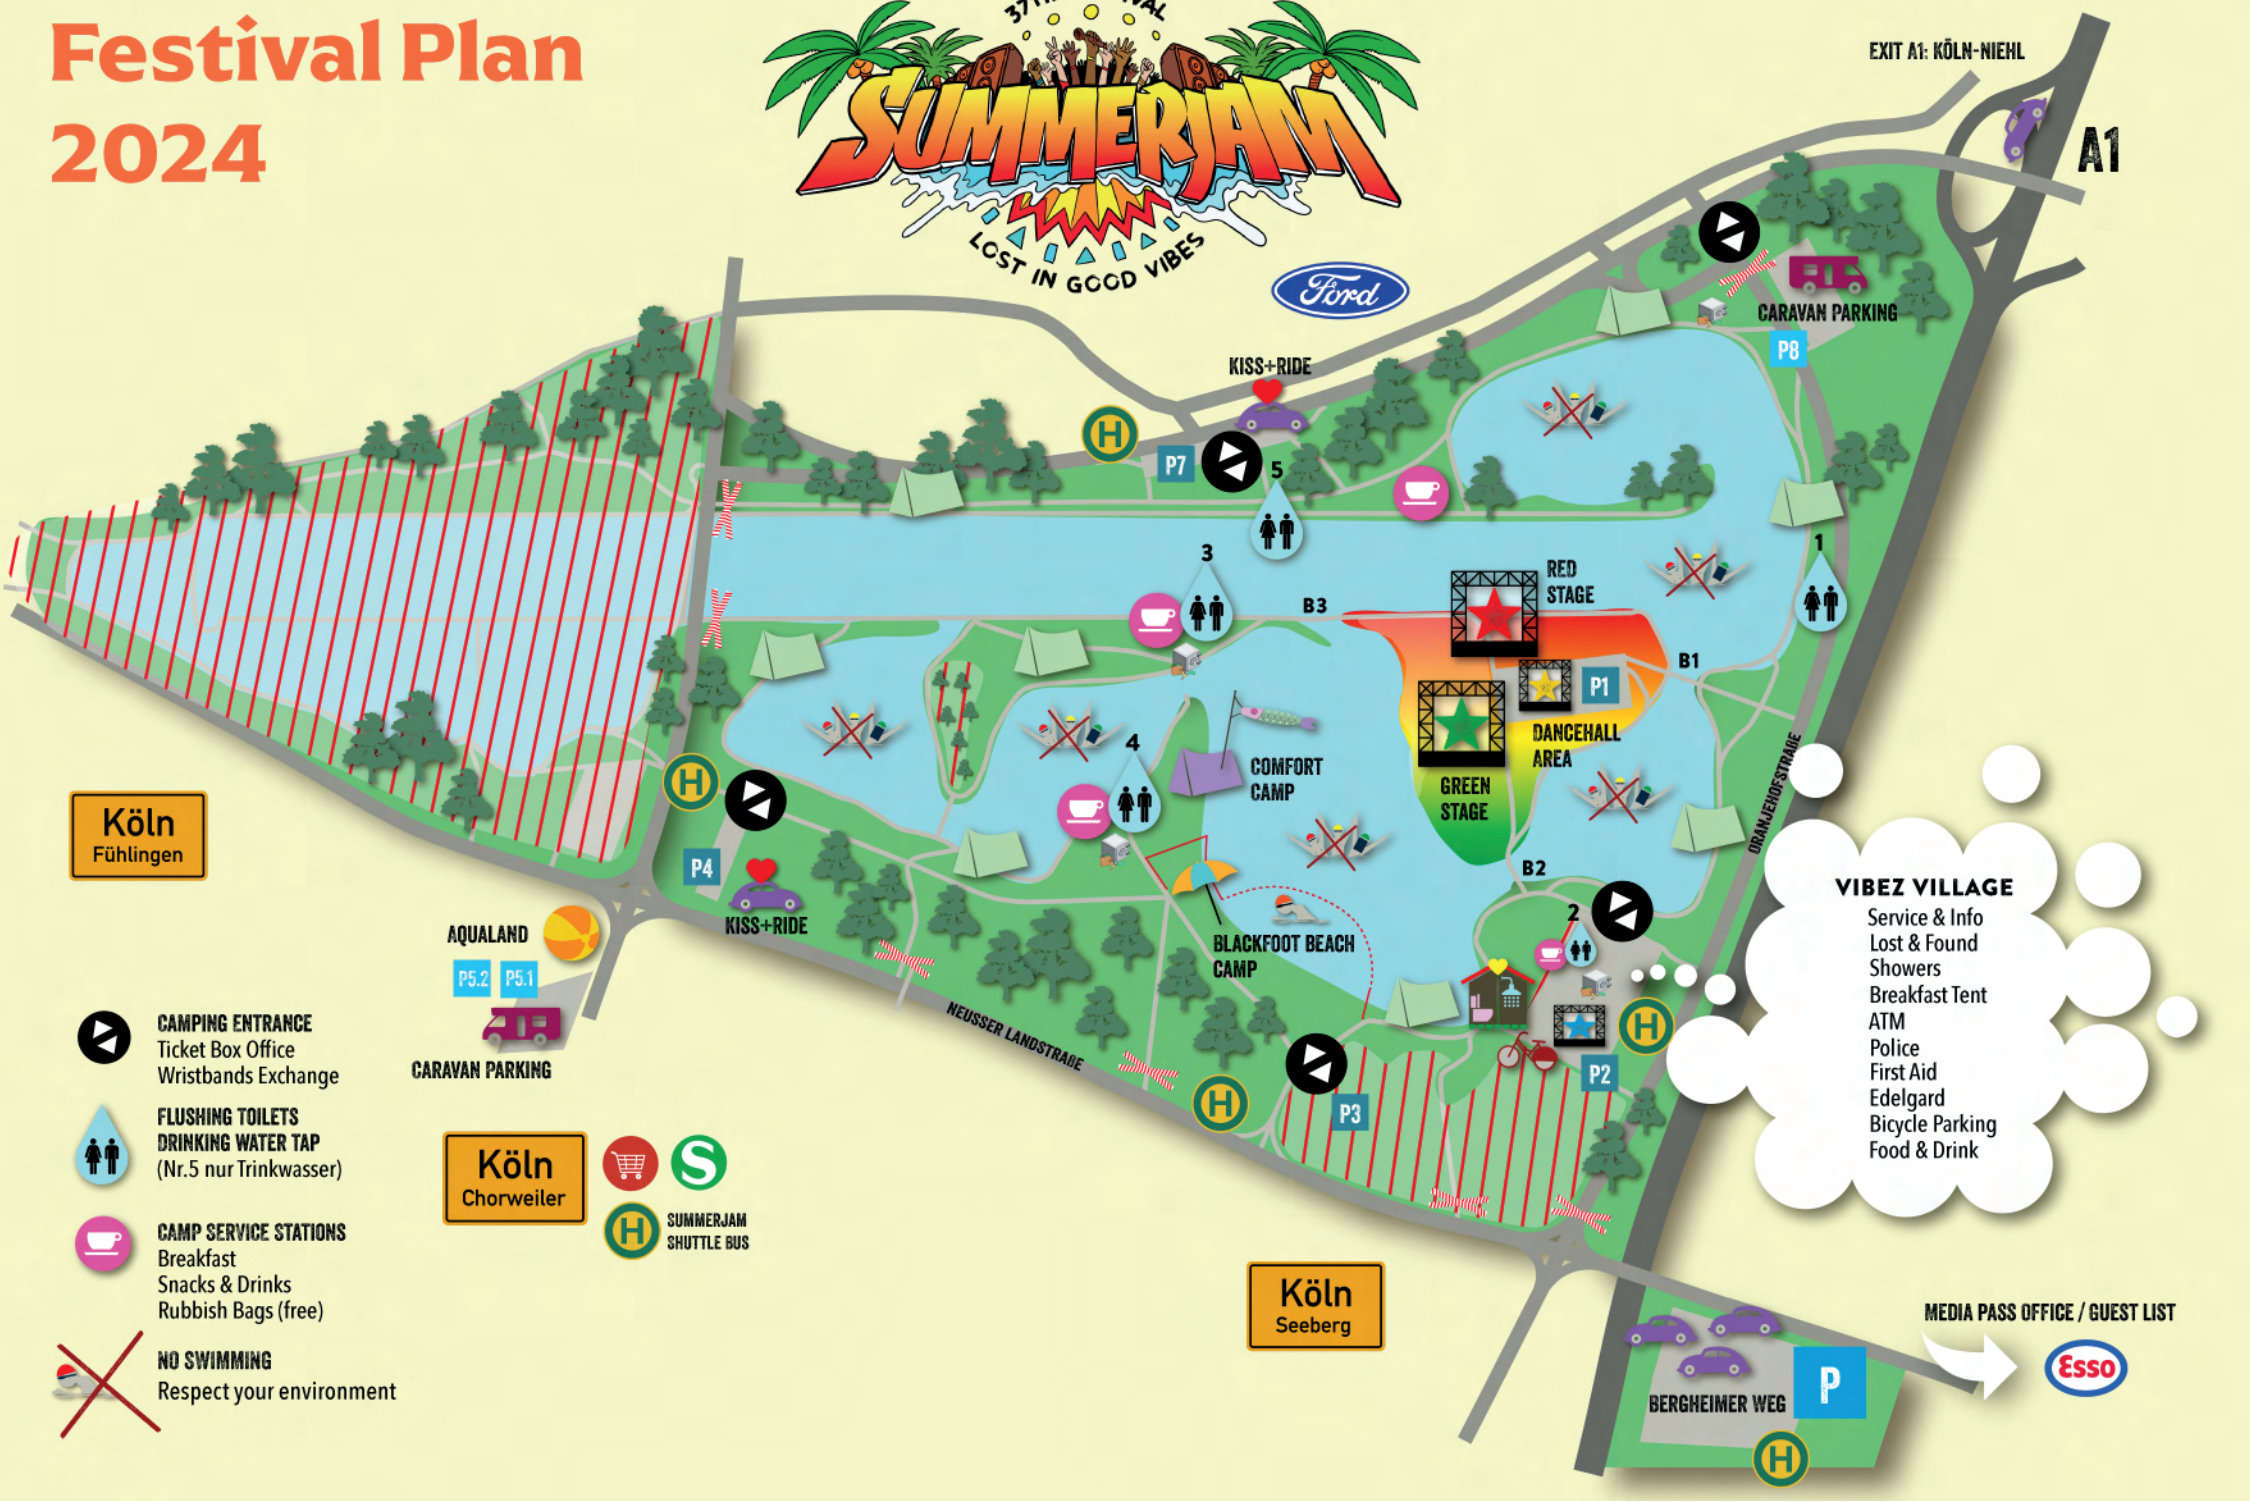 Festival Plan
2024
SUMMERJAM
LOST IN GOOD VIBES
Ford
EXIT A1: KÖLN-NIEHL
A1
CARAVAN PARKING
P8
KISS+RIDE
H
P7
5
3
1
B3
RED
STAGE
B1
P1
DANCEHALL
AREA
GREEN
STAGE
4
COMFORT
CAMP
ORANJEHOFSTRAßE
H
P4
KISS+RIDE
B2
2
BLACKFOOT BEACH
CAMP
NEUSSER LANDSTRAßE
H
P3
H
P2
Köln
Fühlingen
AQUALAND
P5.2
P5.1
CARAVAN PARKING
VIBEZ VILLAGE
Service & Info
Lost & Found
Showers
Breakfast Tent
ATM
Police
First Aid
Edelgard
Bicycle Parking
Food & Drink
CAMPING ENTRANCE
Ticket Box Office
Wristbands Exchange
FLUSHING TOILETS
DRINKING WATER TAP
(Nr.5 nur Trinkwasser)
CAMP SERVICE STATIONS
Breakfast
Snacks & Drinks
Rubbish Bags (free)
NO SWIMMING
Respect your environment
Köln
Chorweiler
S
H
SUMMERJAM
SHUTTLE BUS
Köln
Seeberg
MEDIA PASS OFFICE / GUEST LIST
Esso
BERGHEIMER WEG
P
H